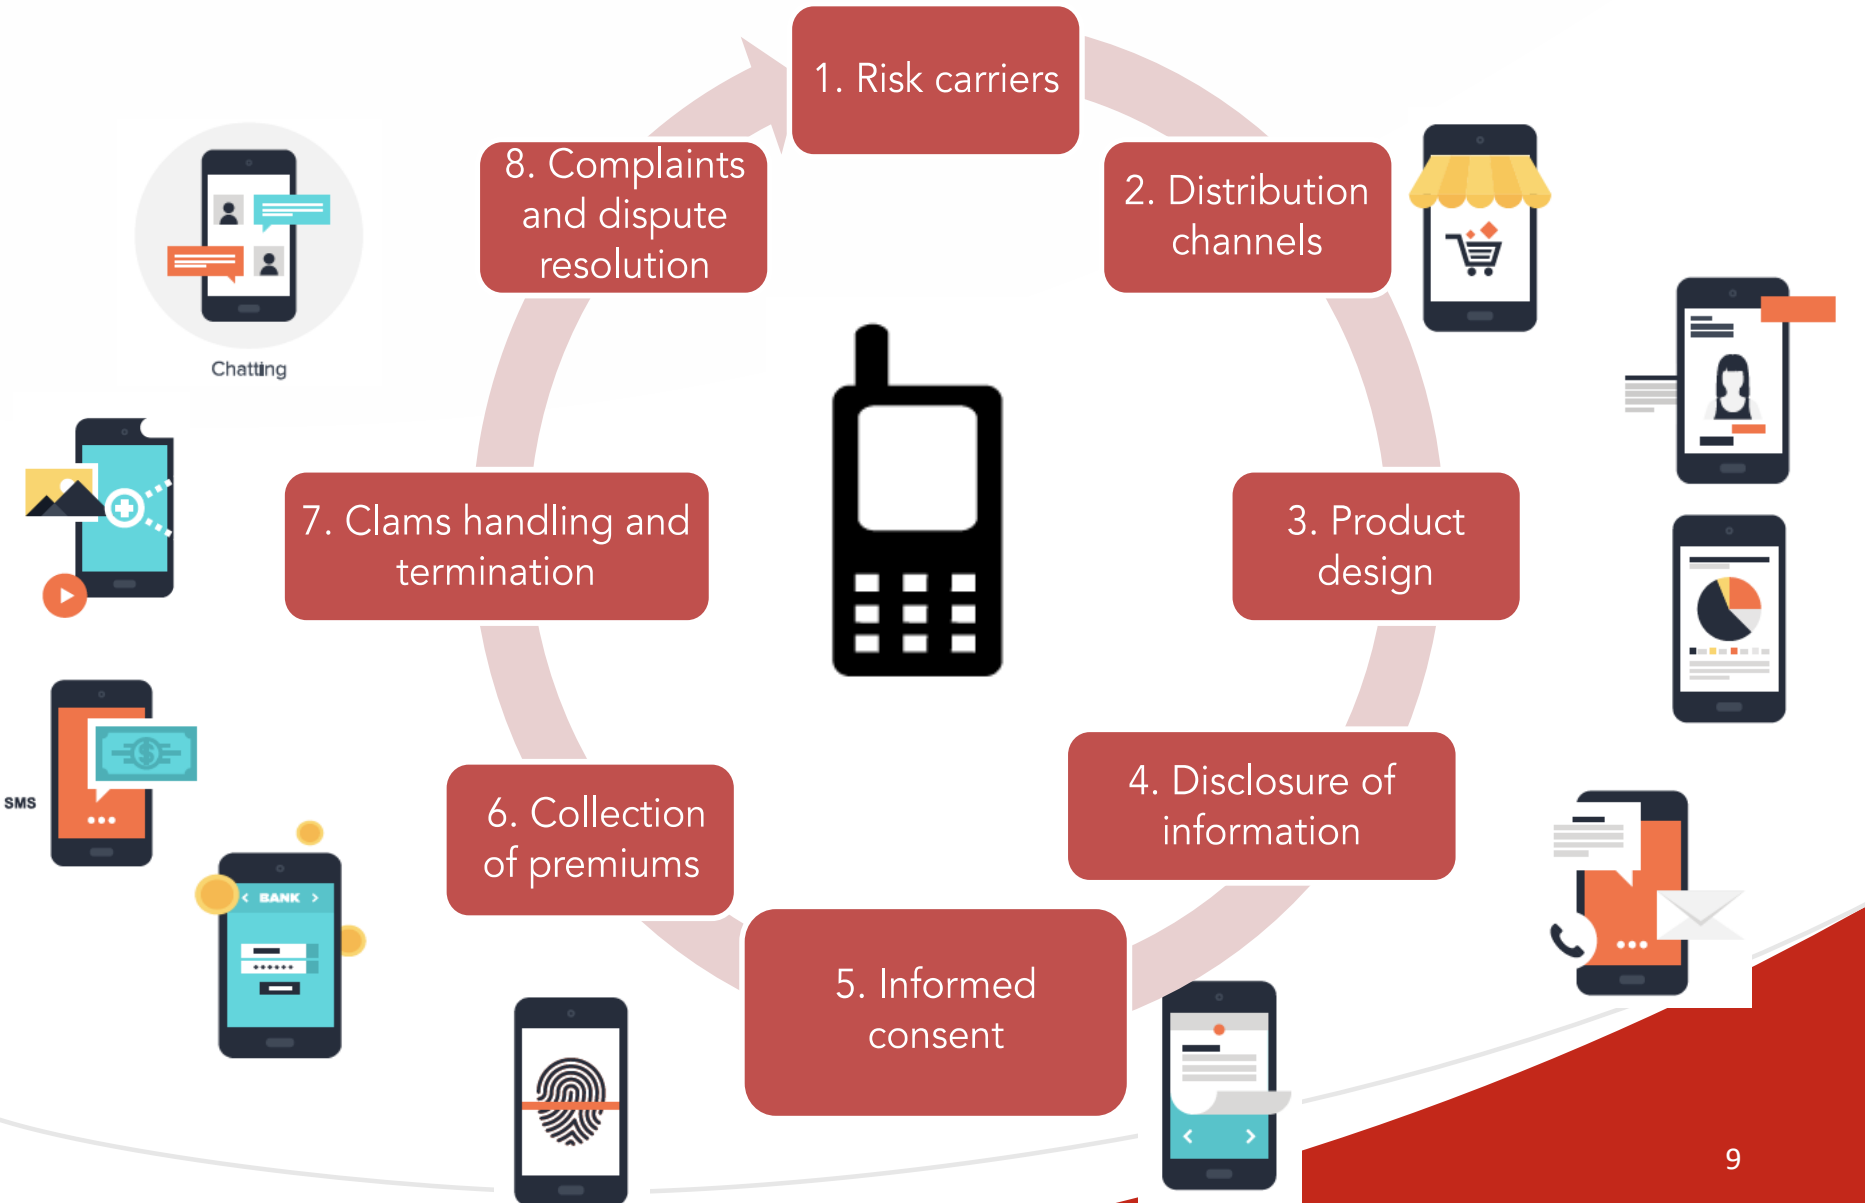 1. Risk carriers
2. Distribution
channels
3. Product
design
4. Disclosure of
information
5. Informed
consent
6. Collection
of premiums
7. Clams handling and
termination
8. Complaints
and dispute
resolution
Chatting
SMS
< BANK >
9